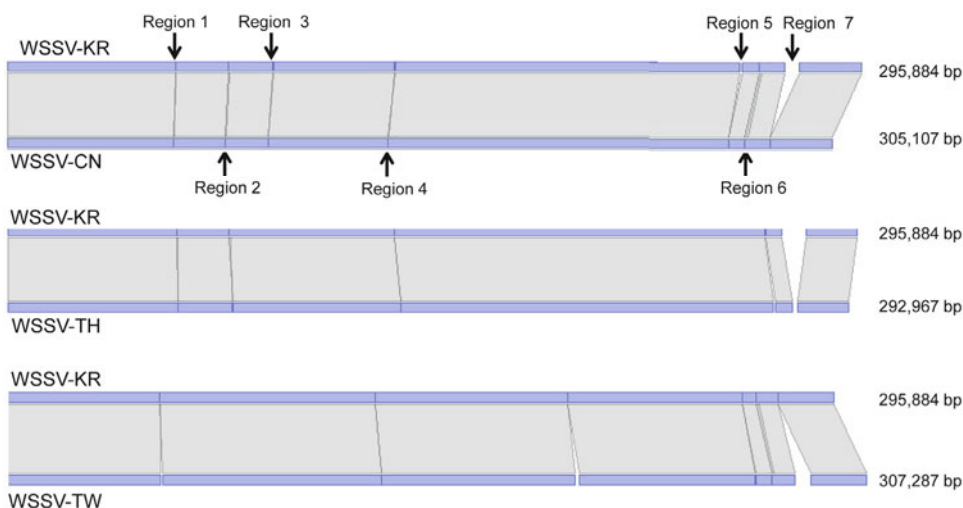 Region 1 Region 3 Region 5 Region 7
WSSV-KR
295,884 bp
305,107 bp
WSSV-CN
Region 2 Region 4 Region 6
WSSV-KR
295,884 bp
292,967 bp
WSSV-TH
WSSV-KR
295,884 bp
307,287 bp
WSSV-TW